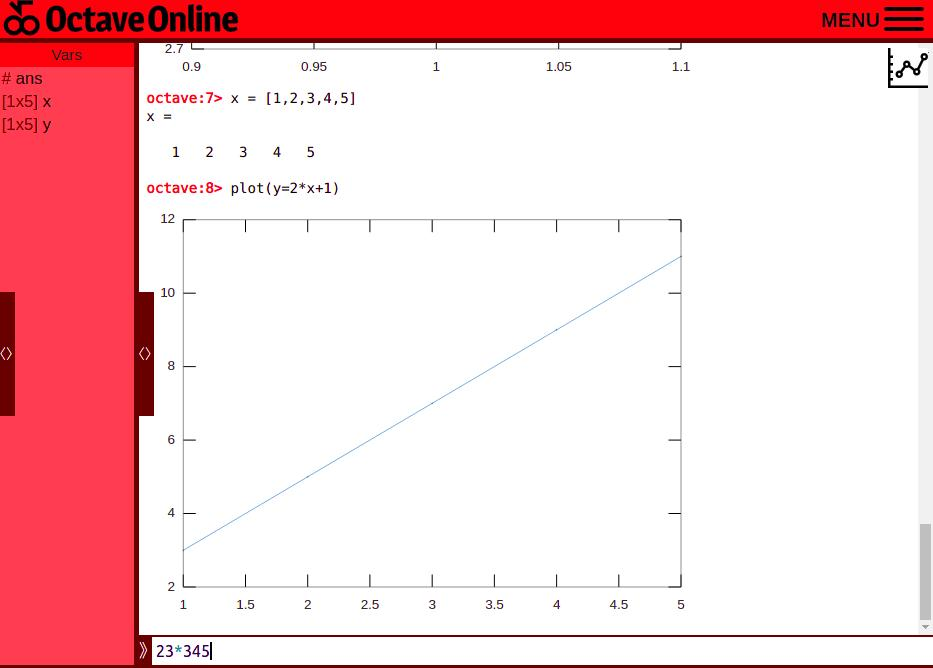 Octave Online
MENU
Vars
# ans
[1x5] x
[1x5] y
2.7
0.9 0.95 1 1.05 1.1
octave:7> x = [1,2,3,4,5]
x =
1 2 3 4 5
octave:8> plot(y=2*x+1)
12
10
8
6
4
2
1 1.5 2 2.5 3 3.5 4 4.5 5
23*345